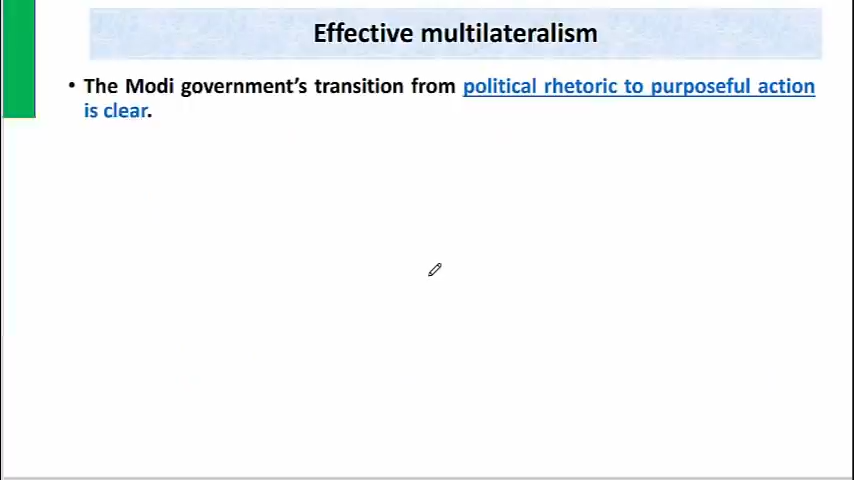 Effective multilateralism
• The Modi government's transition from political rhetoric to purposeful action
is clear.